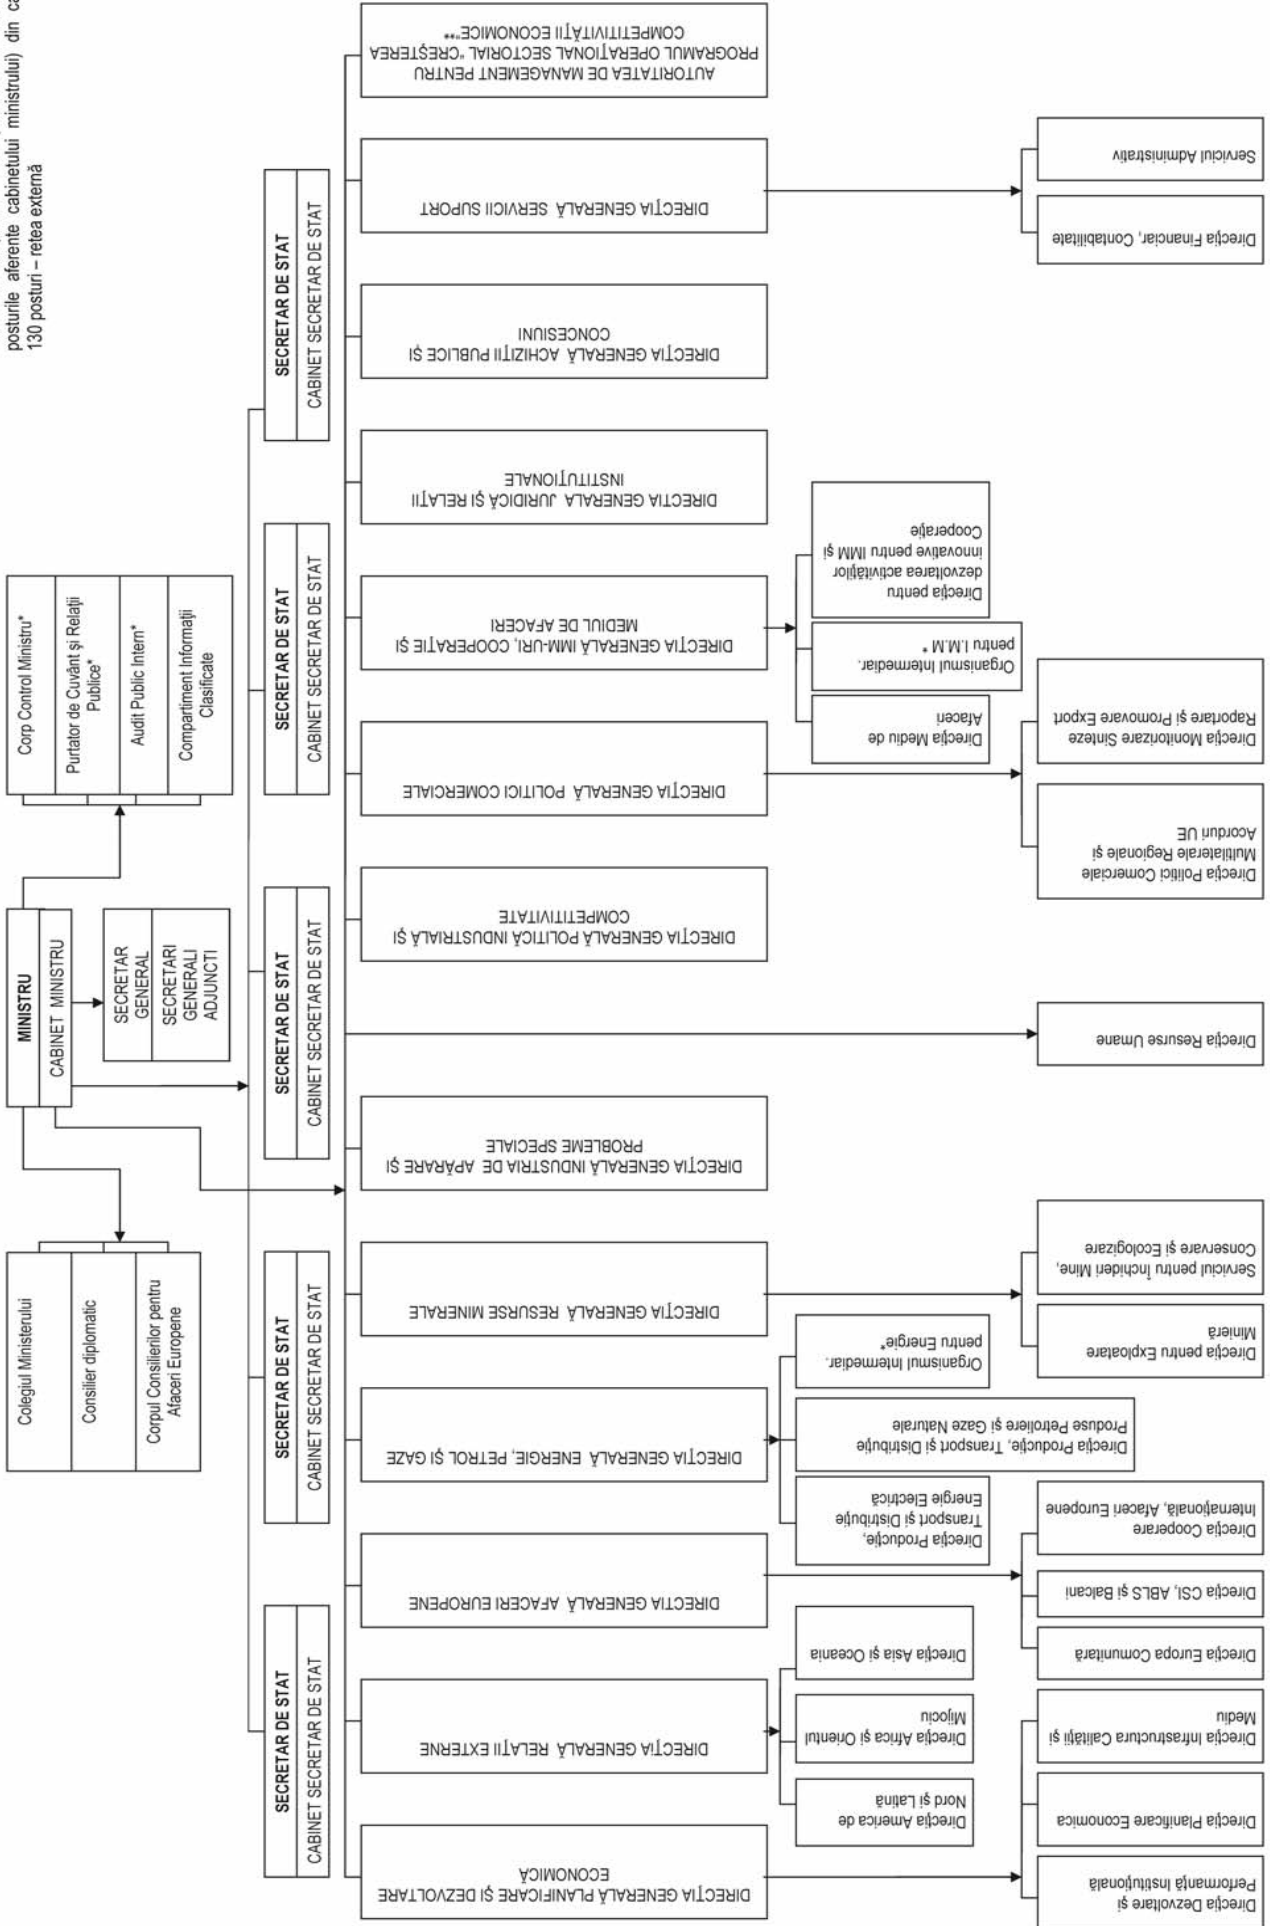 posturile aferente cabinetului ministrului) din
130 posturi – retea externă
MINISTRU
CABINET MINISTRU
SECRETAR
GENERAL
SECRETARI
GENERALI
ADJUNCTI
Colegiul Ministerului
Consilier diplomatic
Corpul Consilierilor pentru
Afaceri Europene
Corp Control Ministru*
Purtator de Cuvânt şi Relaţii
Publice*
Audit Public Intern*
Compartiment Informaţii
Clasificate
SECRETAR DE STAT
CABINET SECRETAR DE STAT
SECRETAR DE STAT
CABINET SECRETAR DE STAT
SECRETAR DE STAT
CABINET SECRETAR DE STAT
SECRETAR DE STAT
CABINET SECRETAR DE STAT
SECRETAR DE STAT
CABINET SECRETAR DE STAT
DIRECŢIA GENERALĂ PLANIFICARE ŞI DEZVOLTARE
ECONOMICĂ
DIRECŢIA GENERALĂ RELAŢII EXTERNE
DIRECTIA GENERALĂ AFACERI EUROPENE
DIRECŢIA GENERALĂ ENERGIE, PETROL ŞI GAZE
DIRECŢIA GENERALĂ RESURSE MINERALE
DIRECŢIA GENERALĂ INDUSTRIA DE APĂRARE ŞI
PROBLEME SPECIALE
DIRECŢIA GENERALĂ POLITICĂ INDUSTRIALĂ ŞI
COMPETITIVITATE
DIRECŢIA GENERALĂ POLITICI COMERCIALE
DIRECŢIA GENERALĂ IMM-URI, COOPERAŢIE ŞI
MEDIUL DE AFACERI
DIRECTIA GENERALĂ JURIDICĂ ŞI RELAŢII
INSTITUŢIONALE
DIRECŢIA GENERALĂ ACHIZIŢII PUBLICE ŞI
CONCESIUNI
DIRECŢIA GENERALĂ SERVICII SUPORT
AUTORITATEA DE MANAGEMENT PENTRU
PROGRAMUL OPERAŢIONAL SECTORIAL "CREŞTEREA
COMPETITIVITĂŢII ECONOMICE"**
Direcţia America de
Nord şi Latină
Direcţia Africa şi Orientul
Mijociu
Direcţia Asia şi Oceania
Direcţia Producţie,
Transport şi Distribuţie
Energie Electrică
Direcţia Producţie, Transport şi Distribuţie
Produse Petroliere şi Gaze Naturale
Organismul Intermediar.
pentru Energie*
Direcţia Mediu de
Afaceri
Organismul Intermediar.
pentru I.M.M *
Direcţia pentru
dezvoltarea activităţilor
innovative pentru IMM şi
Cooperaţie
Direcţia Dezvoltare şi
Performanţă Instituţională
Direcţia Planificare Economica
Direcţia Infrastructura Calităţii şi
Mediu
Direcţia Europa Comunitară
Direcţia CSI, ABLS şi Balcani
Direcţia Cooperare
Internaţională, Afaceri Europene
Direcţia pentru Exploatare
Minieră
Serviciul pentru Închideri Mine,
Conservare şi Ecologizare
Direcţia Resurse Umane
Direcţia Politici Comerciale
Multilaterale Regionale şi
Acorduri UE
Direcţia Monitorizare Sinteze
Raportare şi Promovare Export
Direcţia Financiar, Contabilitate
Serviciul Administrativ